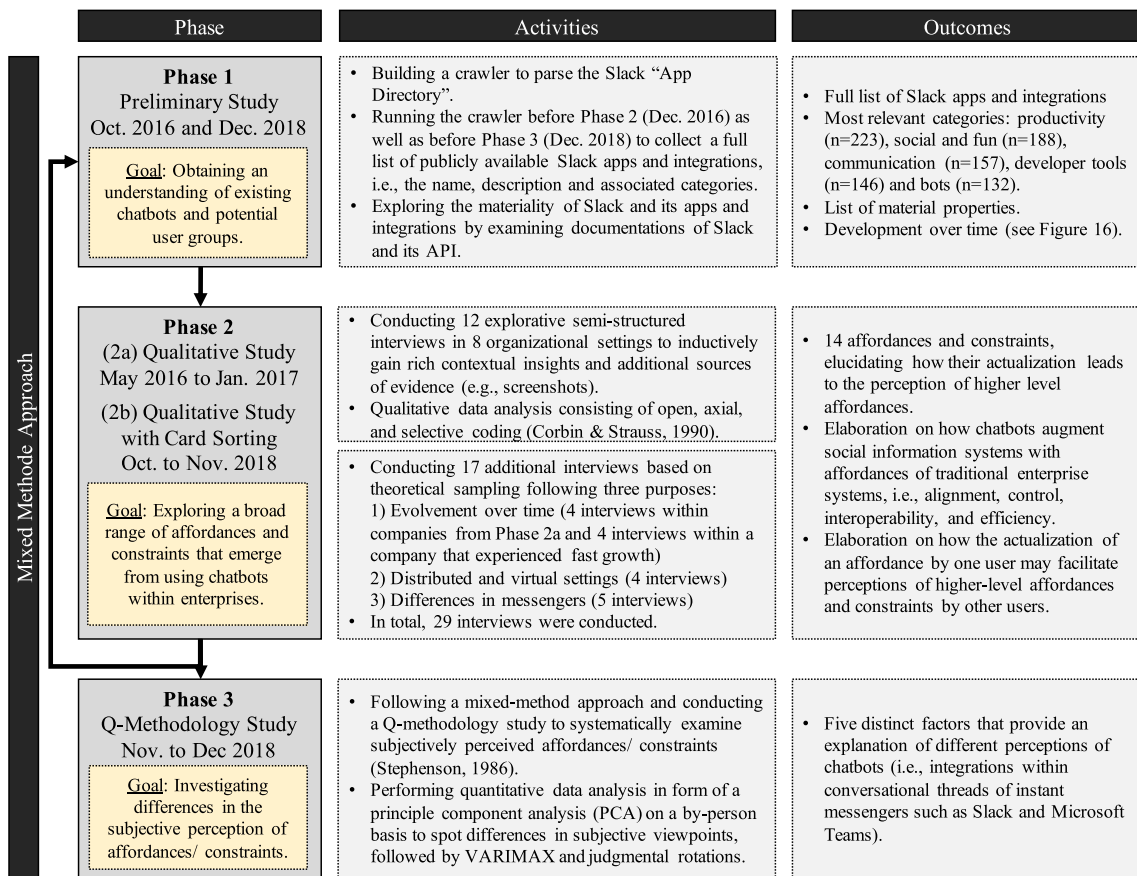 Phase
Activities
Outcomes
Mixed Methode Approach
Phase 1
Preliminary Study
Oct. 2016 and Dec. 2018
Goal: Obtaining an
understanding of existing
chatbots and potential
user groups.
• Building a crawler to parse the Slack “App
Directory”.
• Running the crawler before Phase 2 (Dec. 2016) as
well as before Phase 3 (Dec. 2018) to collect a full
list of publicly available Slack apps and integrations,
i.e., the name, description and associated categories.
• Exploring the materiality of Slack and its apps and
integrations by examining documentations of Slack
and its API.
• Full list of Slack apps and integrations
• Most relevant categories: productivity
(n=223), social and fun (n=188),
communication (n=157), developer tools
(n=146) and bots (n=132).
• List of material properties.
• Development over time (see Figure 16).
Phase 2
(2a) Qualitative Study
May 2016 to Jan. 2017
(2b) Qualitative Study
with Card Sorting
Oct. to Nov. 2018
Goal: Exploring a broad
range of affordances and
constraints that emerge
from using chatbots
within enterprises.
• Conducting 12 explorative semi-structured
interviews in 8 organizational settings to inductively
gain rich contextual insights and additional sources
of evidence (e.g., screenshots).
• Qualitative data analysis consisting of open, axial,
and selective coding (Corbin & Strauss, 1990).
• Conducting 17 additional interviews based on
theoretical sampling following three purposes:
1) Evolvement over time (4 interviews within
companies from Phase 2a and 4 interviews within a
company that experienced fast growth)
2) Distributed and virtual settings (4 interviews)
3) Differences in messengers (5 interviews)
• In total, 29 interviews were conducted.
• 14 affordances and constraints,
elucidating how their actualization leads
to the perception of higher level
affordances.
• Elaboration on how chatbots augment
social information systems with
affordances of traditional enterprise
systems, i.e., alignment, control,
interoperability, and efficiency.
• Elaboration on how the actualization of
an affordance by one user may facilitate
perceptions of higher-level affordances
and constraints by other users.
Phase 3
Q-Methodology Study
Nov. to Dec 2018
Goal: Investigating
differences in the
subjective perception of
affordances/ constraints.
• Following a mixed-method approach and conducting
a Q-methodology study to systematically examine
subjectively perceived affordances/ constraints
(Stephenson, 1986).
• Performing quantitative data analysis in form of a
principle component analysis (PCA) on a by-person
basis to spot differences in subjective viewpoints,
followed by VARIMAX and judgmental rotations.
• Five distinct factors that provide an
explanation of different perceptions of
chatbots (i.e., integrations within
conversational threads of instant
messengers such as Slack and Microsoft
Teams).